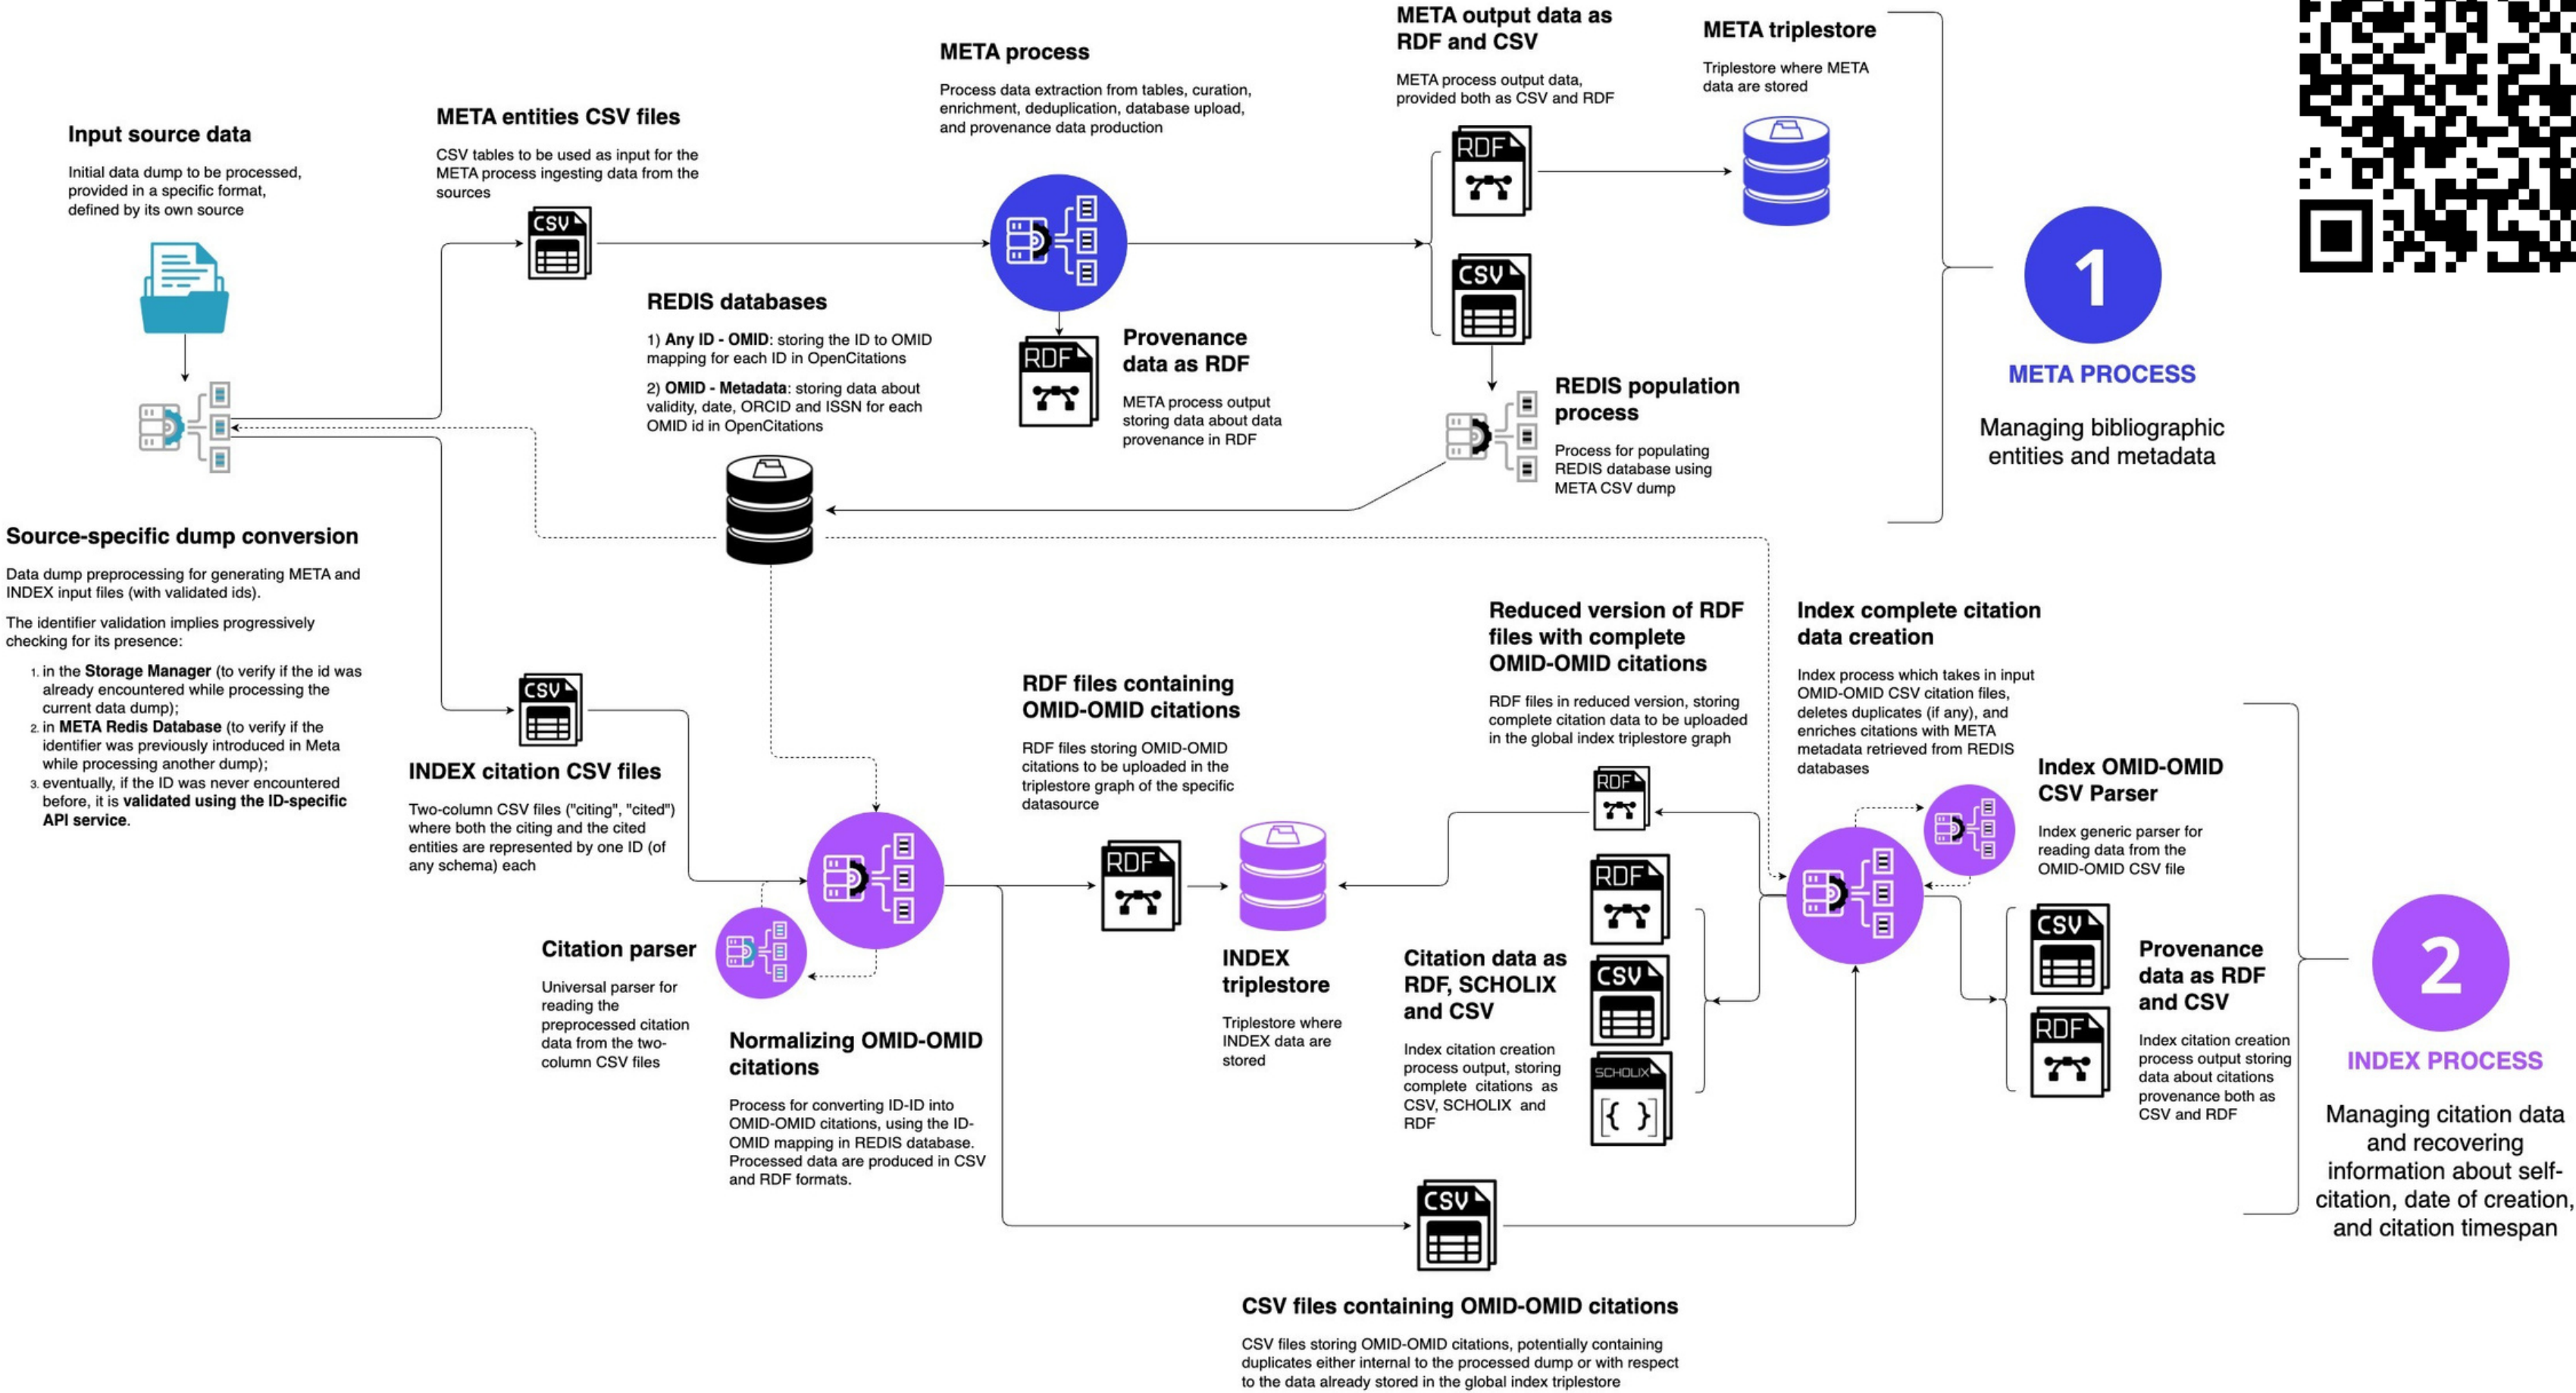 Input source data
Initial data dump to be processed,
provided in a specific format,
defined by its own source
META entities CSV files
CSV tables to be used as input for the
META process ingesting data from the
sources
CSV
META process
Process data extraction from tables, curation,
enrichment, deduplication, database upload,
and provenance data production
META output data as
RDF and CSV
META process output data,
provided both as CSV and RDF
RDF
CSV
META triplestore
Triplestore where META
data are stored
1
META PROCESS
Managing bibliographic
entities and metadata
REDIS databases
1) Any ID - OMID: storing the ID to OMID
mapping for each ID in OpenCitations
2) OMID - Metadata: storing data about
validity, date, ORCID and ISSN for each
OMID id in OpenCitations
RDF
Provenance
data as RDF
META process output
storing data about data
provenance in RDF
REDIS population
process
Process for populating
REDIS database using
META CSV dump
Source-specific dump conversion
Data dump preprocessing for generating META and
INDEX input files (with validated ids).
The identifier validation implies progressively
checking for its presence:
1. in the Storage Manager (to verify if the id was
already encountered while processing the
current data dump);
2. in META Redis Database (to verify if the
identifier was previously introduced in Meta
while processing another dump);
3. eventually, if the ID was never encountered
before, it is validated using the ID-specific
API service.
CSV
INDEX citation CSV files
Two-column CSV files ("citing", "cited")
where both the citing and the cited
entities are represented by one ID (of
any schema) each
Citation parser
Universal parser for
reading the
preprocessed citation
data from the two-
column CSV files
Normalizing OMID-OMID
citations
Process for converting ID-ID into
OMID-OMID citations, using the ID-
OMID mapping in REDIS database.
Processed data are produced in CSV
and RDF formats.
RDF files containing
OMID-OMID citations
RDF files storing OMID-OMID
citations to be uploaded in the
triplestore graph of the specific
datasource
RDF
INDEX
triplestore
Triplestore where
INDEX data are
stored
Reduced version of RDF
files with complete
OMID-OMID citations
RDF files in reduced version, storing
complete citation data to be uploaded
in the global index triplestore graph
RDF
Citation data as
RDF, SCHOLIX
and CSV
Index citation creation
process output, storing
complete citations as
CSV, SCHOLIX and
RDF
RDF
CSV
SCHOLIX
[{ }]
Index complete citation
data creation
Index process which takes in input
OMID-OMID CSV citation files,
deletes duplicates (if any), and
enriches citations with META
metadata retrieved from REDIS
databases
Index OMID-OMID
CSV Parser
Index generic parser for
reading data from the
OMID-OMID CSV file
CSV
RDF
Provenance
data as RDF
and CSV
Index citation creation
process output storing
data about citations
provenance both as
CSV and RDF
2
INDEX PROCESS
Managing citation data
and recovering
information about self-
citation, date of creation,
and citation timespan
CSV
CSV files containing OMID-OMID citations
CSV files storing OMID-OMID citations, potentially containing
duplicates either internal to the processed dump or with respect
to the data already stored in the global index triplestore